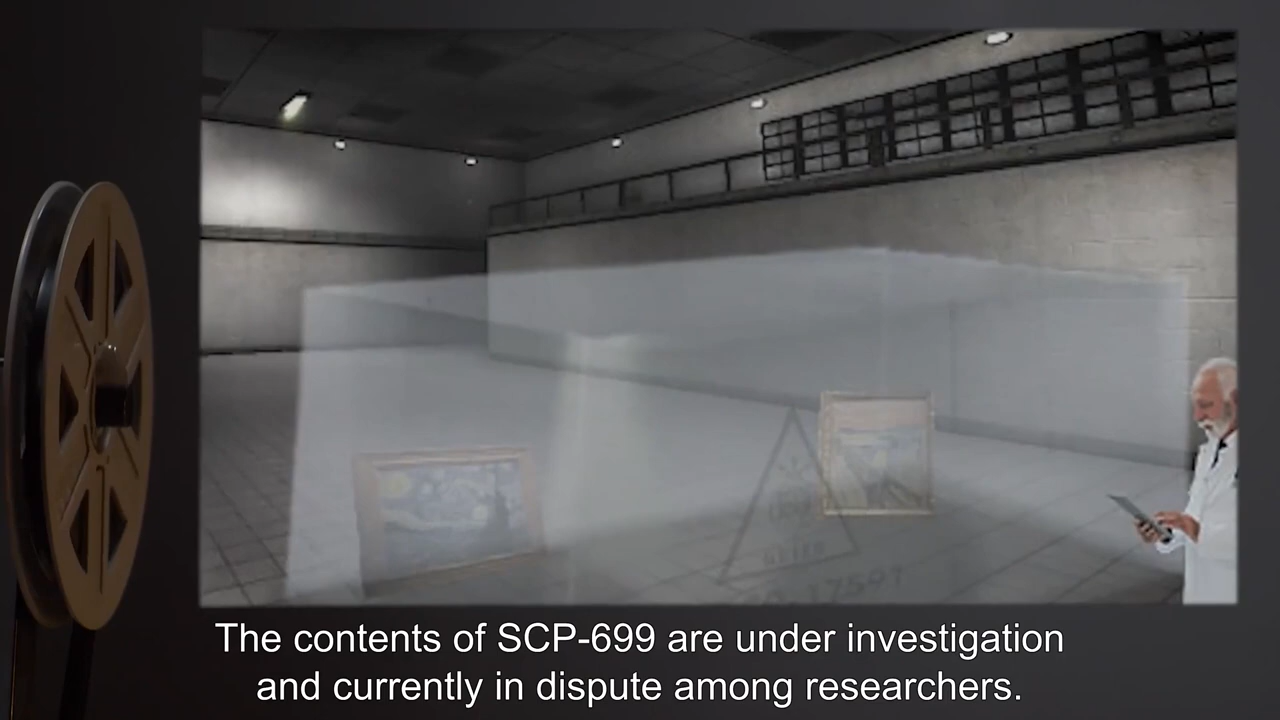 The contents of SCP-699 are under investigation
and currently in dispute among researchers.